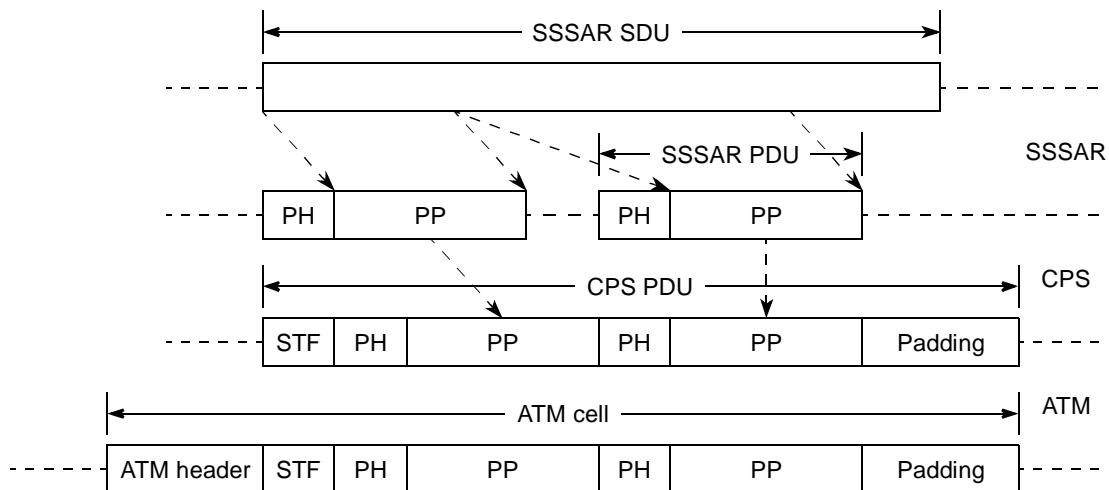 SSSAR SDU
SSSAR PDU
SSSAR
PH PP PH PP
CPS PDU
CPS
STF PH PP PH PP Padding
ATM cell
ATM
ATM header STF PH PP PH PP Padding